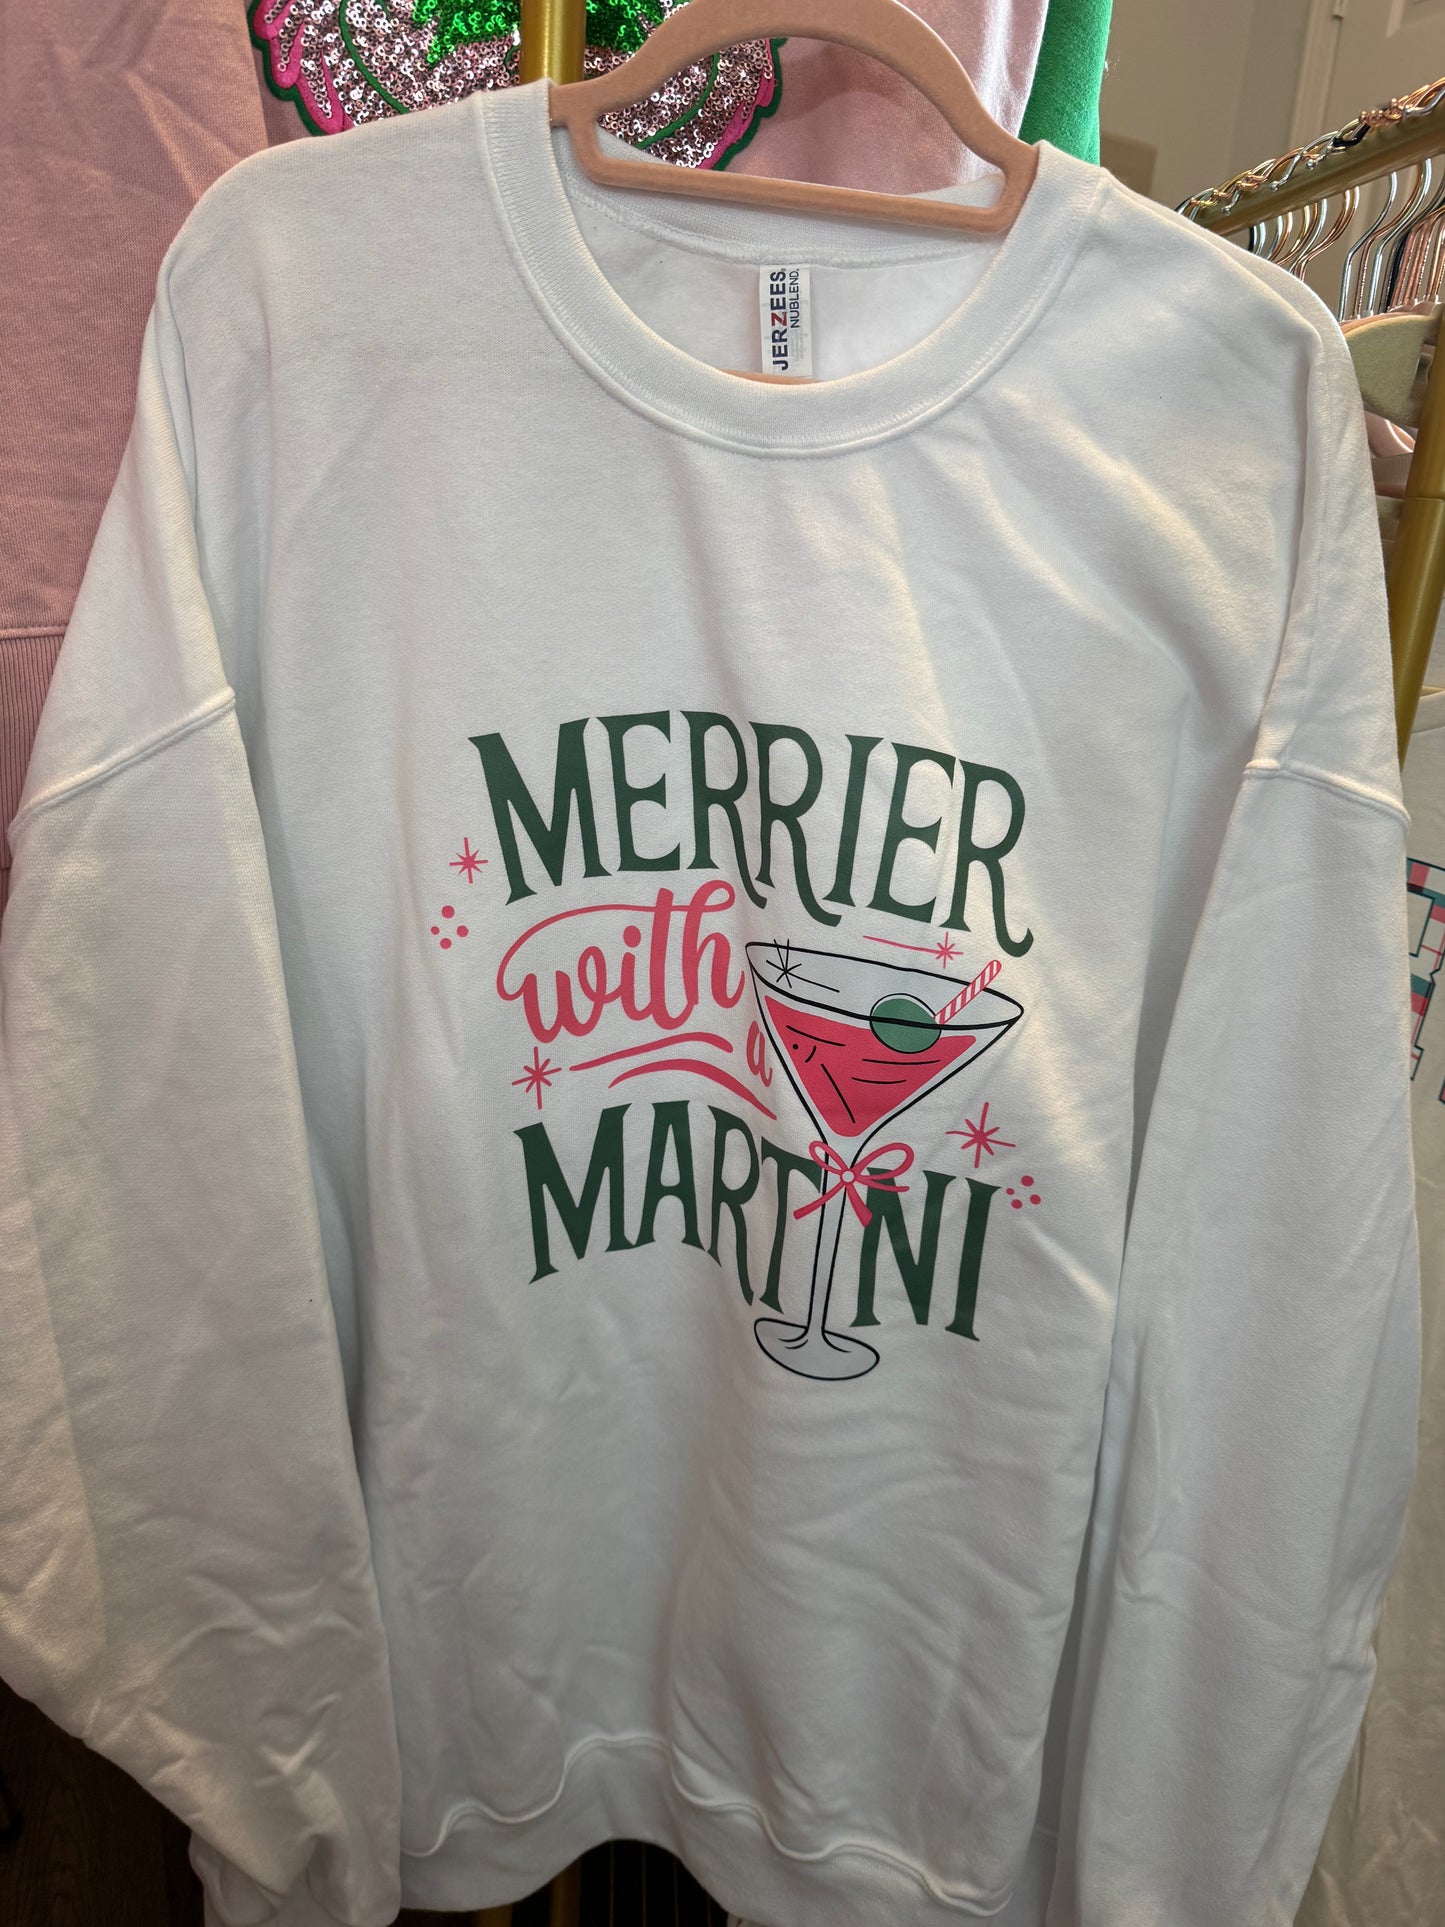 JERZEES
NUBLEND
MERRIER
with
a
MARTINI